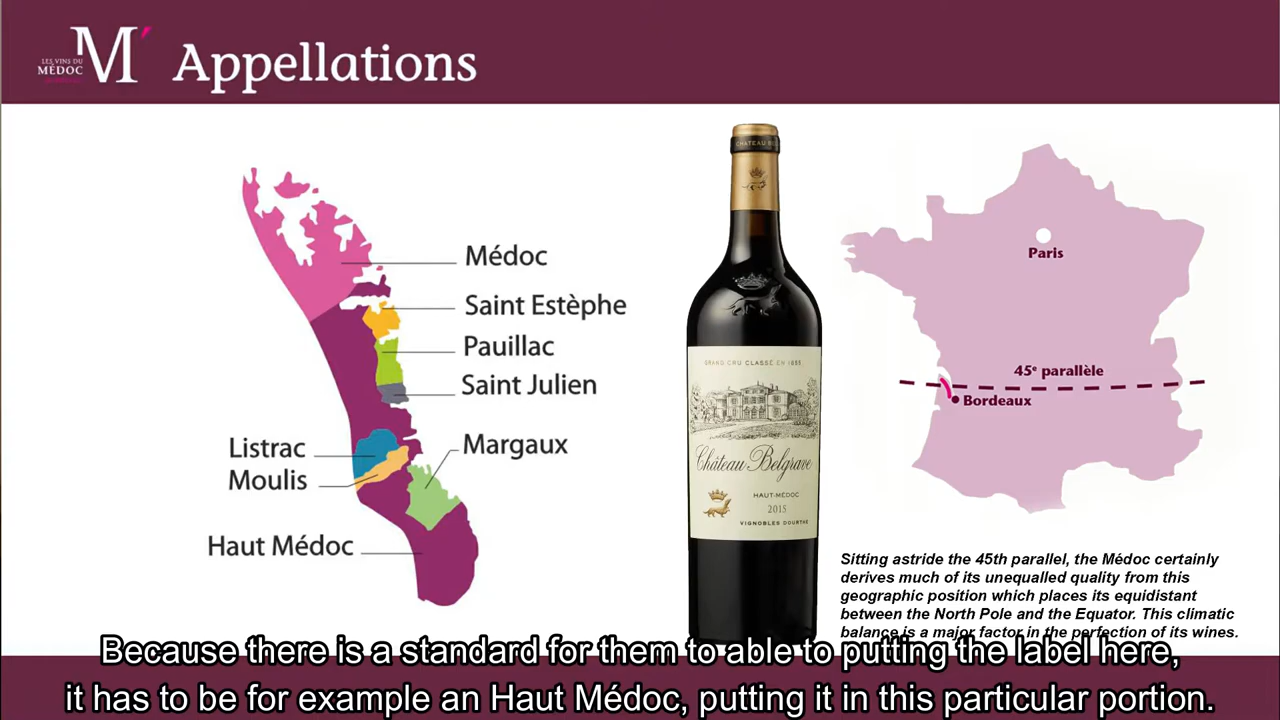 LES VINS DU
MÉDOC
M
Appellations
Médoc
Saint Estèphe
Pauillac
Saint Julien
Margaux
Listrac
Moulis
Haut Médoc
GRAND CRU CLASSÉ EN 1855
Château Belgrave
HAUT-MÉDOC
2015
VIGNOBLES DOURTHE
Paris
45e parallèle
Bordeaux
Sitting astride the 45th parallel, the Médoc certainly
derives much of its unequalled quality from this
geographic position which places its equidistant
between the North Pole and the Equator. This climatic
balance is a major factor in the perfection of its wines.
Because there is a standard for them to able to putting the label here,
it has to be for example an Haut Médoc, putting it in this particular portion.